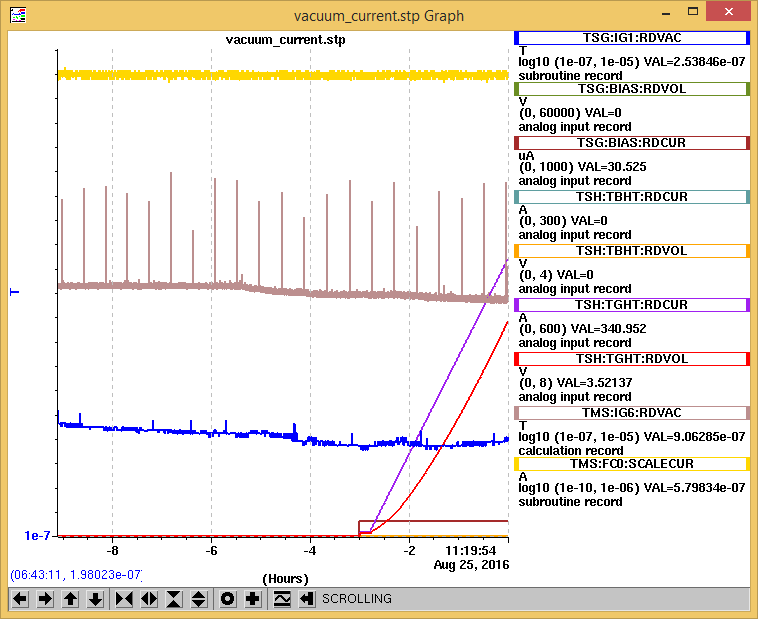 vacuum_current.stp Graph
vacuum_current.stp
TSG:IG1:RDVAC
T
log10 (1e-07, 1e-05) VAL=2.53846e-07
subroutine record
TSG:BIAS:RDVOL
V
(0, 60000) VAL=0
analog input record
TSG:BIAS:RDCUR
uA
(0, 1000) VAL=30.525
analog input record
TSH:TBHT:RDCUR
A
(0, 300) VAL=0
analog input record
TSH:TBHT:RDVOL
V
(0, 4) VAL=0
analog input record
TSH:TGHT:RDCUR
A
(0, 600) VAL=340.952
analog input record
TSH:TGHT:RDVOL
V
(0, 8) VAL=3.52137
analog input record
TMS:IG6:RDVAC
T
log10 (1e-07, 1e-05) VAL=9.06285e-07
calculation record
TMS:FC0:SCALECUR
A
log10 (1e-10, 1e-06) VAL=5.79834e-07
subroutine record
T
1e-7
-8 -6 -4 -2 11:19:54
Aug 25, 2016
(06:43:11, 1.98023e-07)
(Hours)
SCROLLING